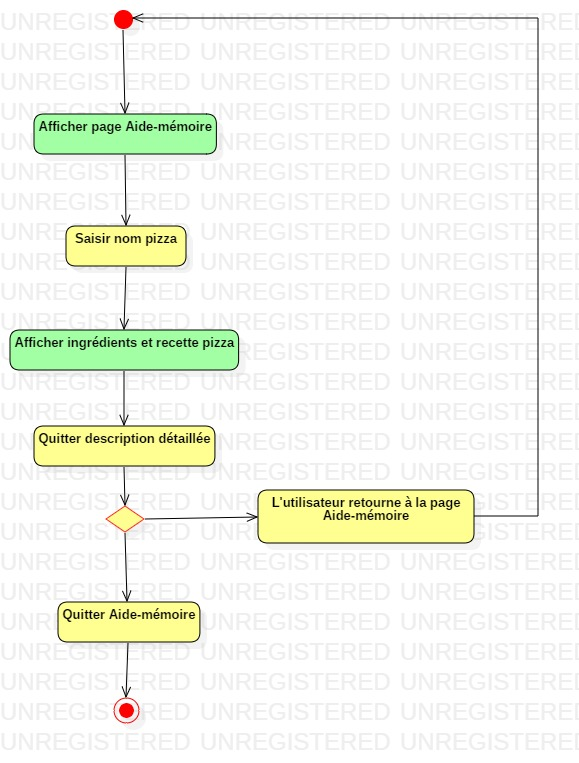 Afficher page Aide-mémoire
Saisir nom pizza
Afficher ingrédients et recette pizza
Quitter description détaillée
L'utilisateur retourne à la page
Aide-mémoire
Quitter Aide-mémoire
UNREGISTERED